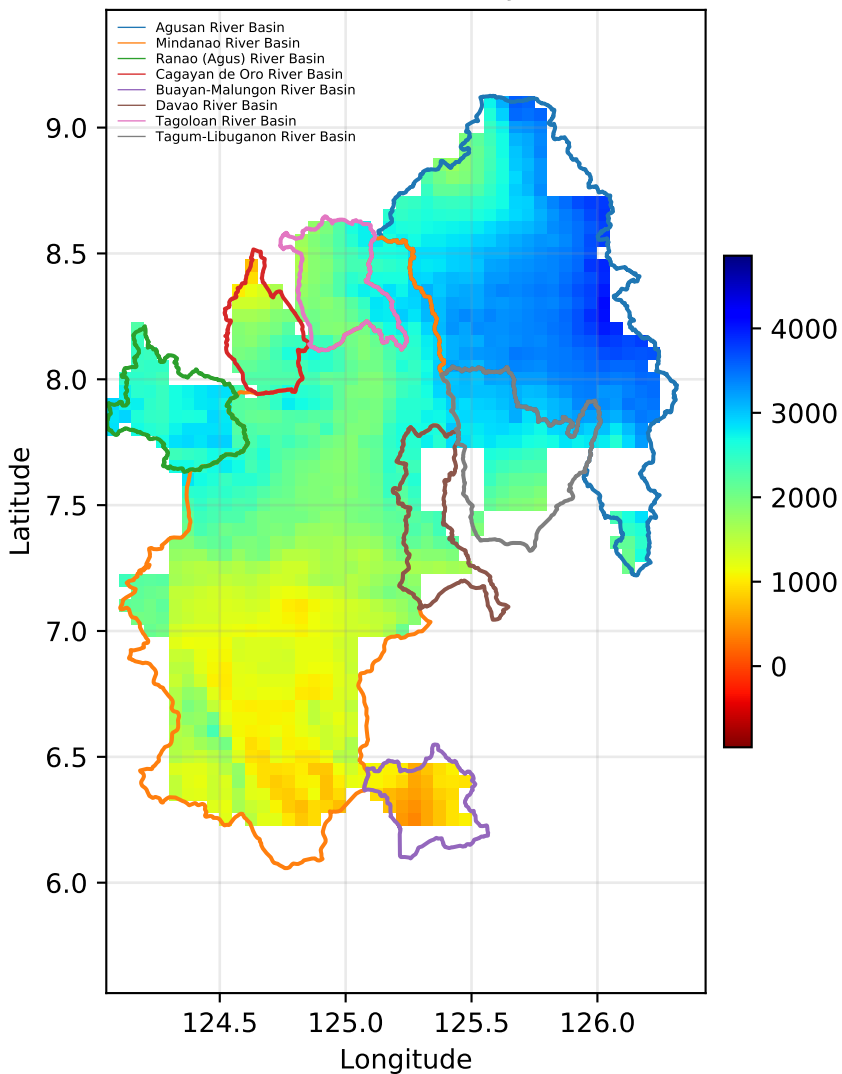 Agusan River Basin
Mindanao River Basin
Ranao (Agus) River Basin
Cagayan de Oro River Basin
Buayan-Malungon River Basin
Davao River Basin
Tagoloan River Basin
Tagum-Libuganon River Basin
9.0
8.5
8.0
7.5
7.0
6.5
6.0
Latitude
124.5 125.0 125.5 126.0
Longitude
4000
3000
2000
1000
0